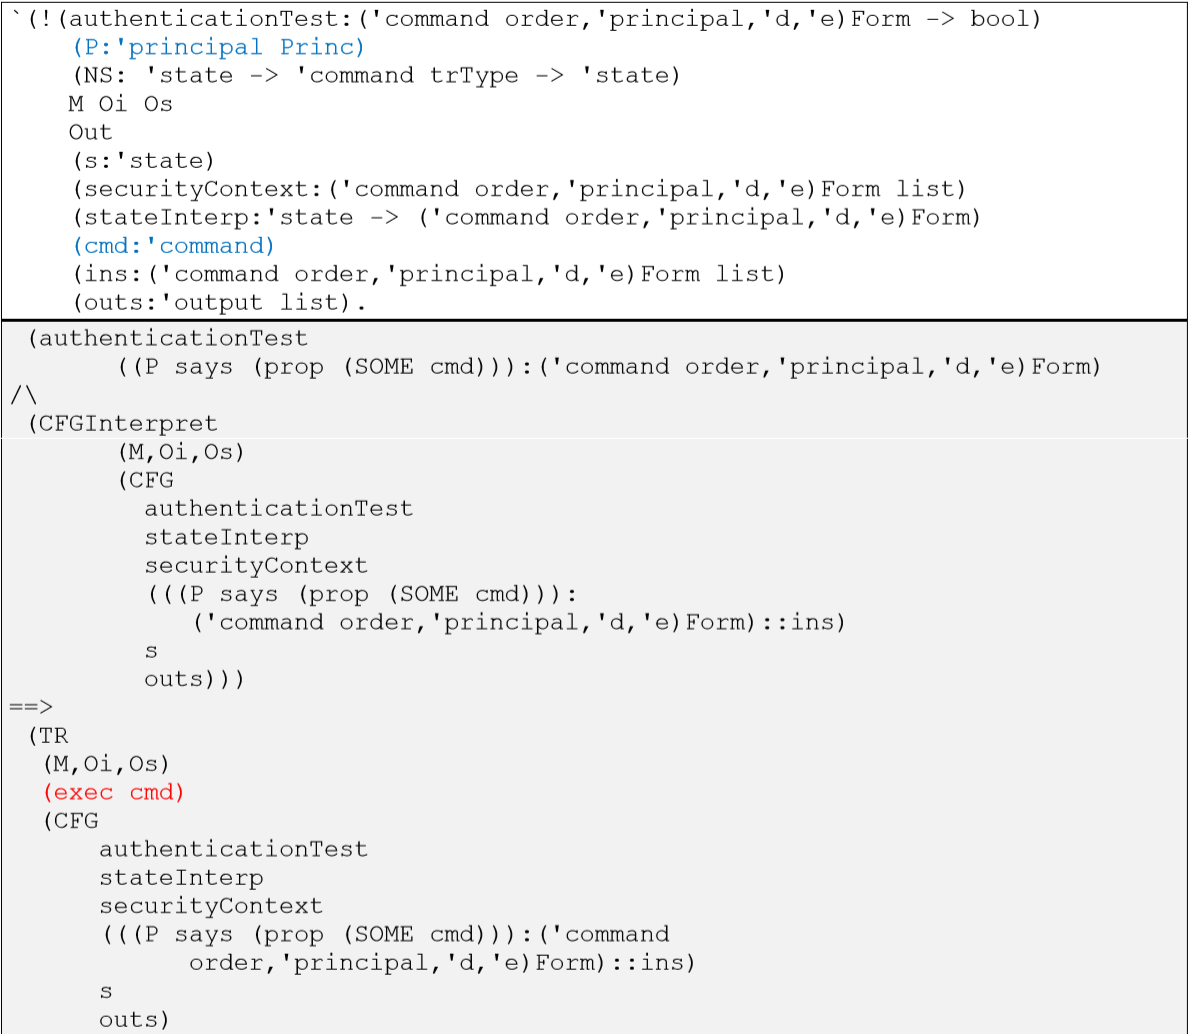 `(!(authenticationTest:('command order,'principal,'d,'e)Form -> bool)
(P:'principal Princ)
(NS: 'state -> 'command trType -> 'state)
M Oi Os
Out
(s:'state)
(securityContext:('command order,'principal,'d,'e)Form list)
(stateInterp:'state -> ('command order,'principal,'d,'e)Form)
(cmd:'command)
(ins:('command order,'principal,'d,'e)Form list)
(outs:'output list).
(authenticationTest
((P says (prop (SOME cmd))):('command order,'principal,'d,'e)Form)
/\
(CFGInterpret
(M,Oi,Os)
(CFG
authenticationTest
stateInterp
securityContext
(((P says (prop (SOME cmd))):
('command order,'principal,'d,'e)Form)::ins)
s
outs)))
==>
(TR
(M,Oi,Os)
(exec cmd)
(CFG
authenticationTest
stateInterp
securityContext
(((P says (prop (SOME cmd))):('command
order,'principal,'d,'e)Form)::ins)
s
outs)